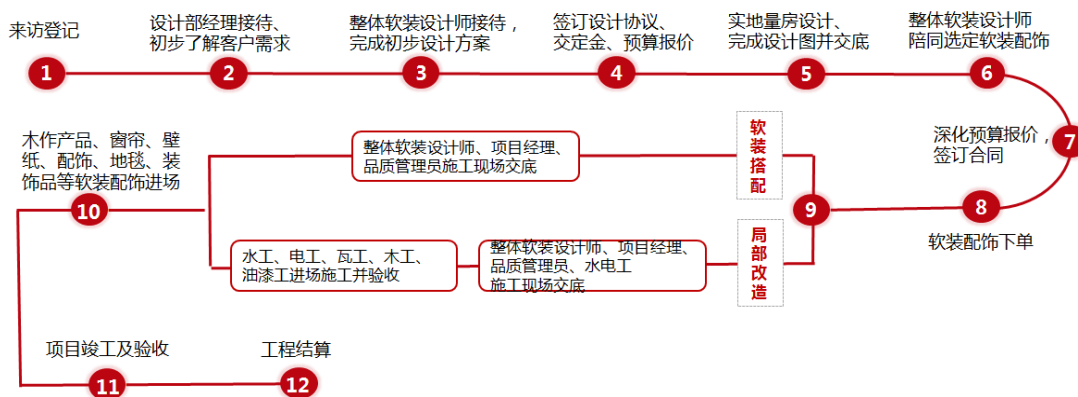 来访登记
1
设计部经理接待、
初步了解客户需求
2
整体软装设计师接待，
完成初步设计方案
3
签订设计协议、
交定金、预算报价
4
实地量房设计、
完成设计图并交底
5
整体软装设计师
陪同选定软装配饰
6
深化预算报价，
签订合同
7
软装配饰下单
8
9
软装搭配
整体软装设计师、项目经理、
品质管理员施工现场交底
局部改造
整体软装设计师、项目经理、
品质管理员、水电工
施工现场交底
水工、电工、瓦工、木工、
油漆工进场施工并验收
木作产品、窗帘、壁
纸、配饰、地毯、装
饰品等软装配饰进场
10
项目竣工及验收
11
工程结算
12